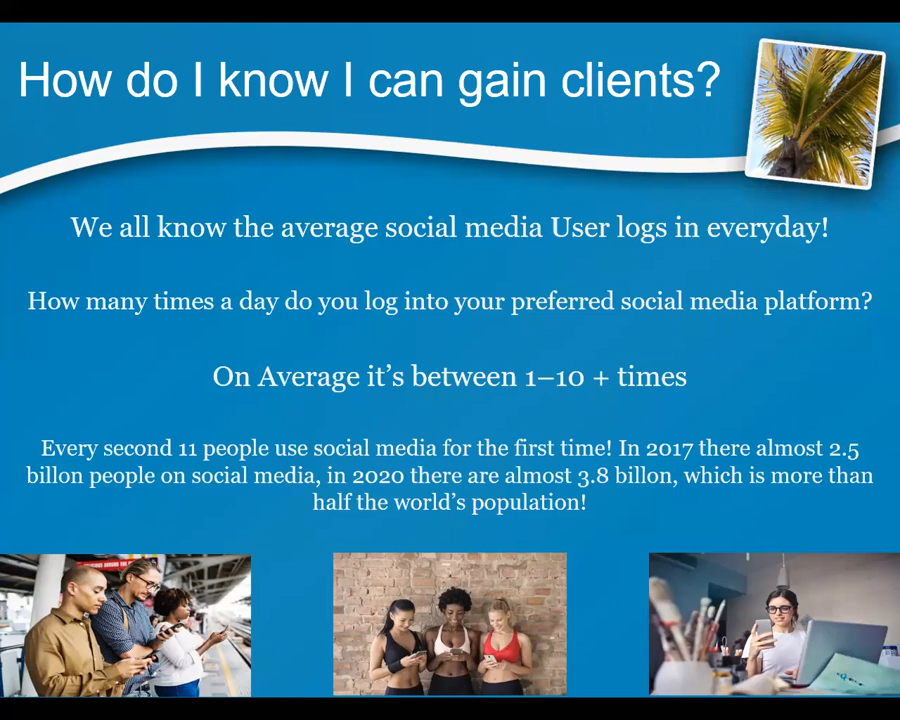 How do I know I can gain clients?
We all know the average social media User logs in everyday!
How many times a day do you log into your preferred social media platform?
On Average it’s between 1–10 + times
Every second 11 people use social media for the first time! In 2017 there almost 2.5
billon people on social media, in 2020 there are almost 3.8 billon, which is more than
half the world’s population!